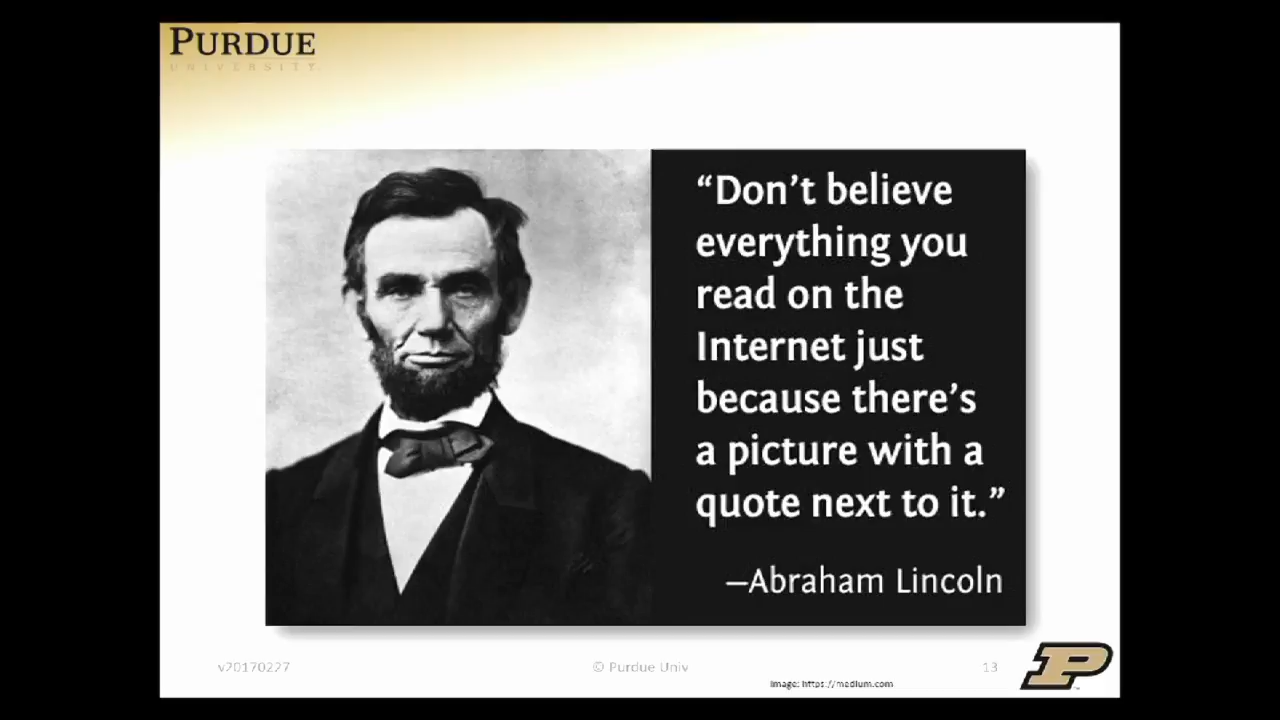 PURDUE
UNIVERSITY
“Don’t believe
everything you
read on the
Internet just
because there’s
a picture with a
quote next to it.”
—Abraham Lincoln
v20170227
© Purdue Univ
13
Image: https://medium.com
P